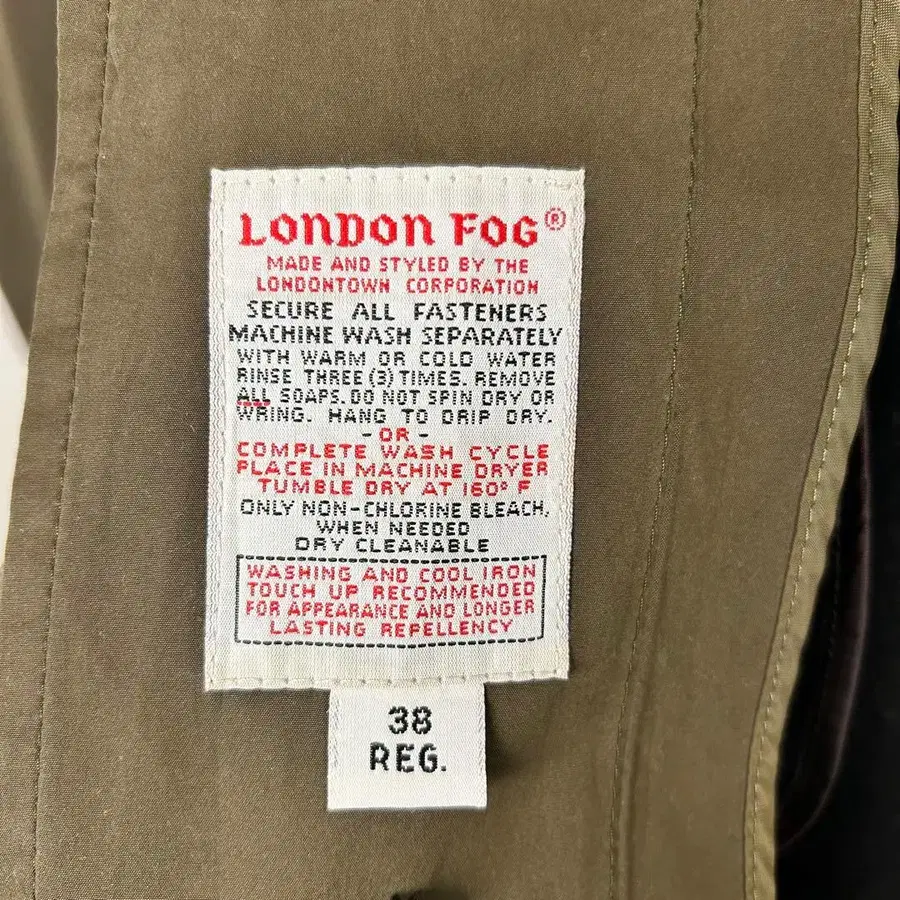 LONDON FOG®
MADE AND STYLED BY THE
LONDONTOWN CORPORATION
SECURE ALL FASTENERS
MACHINE WASH SEPARATELY
WITH WARM OR COLD WATER
RINSE THREE (3) TIMES. REMOVE
ALL SOAPS. DO NOT SPIN DRY OR
WRING. HANG TO DRIP DRY.
- OR -
COMPLETE WASH CYCLE
PLACE IN MACHINE DRYER
TUMBLE DRY AT 160° F
ONLY NON-CHLORINE BLEACH,
WHEN NEEDED
DRY CLEANABLE
WASHING AND COOL IRON
TOUCH UP RECOMMENDED
FOR APPEARANCE AND LONGER
LASTING REPELLENCY
38
REG.